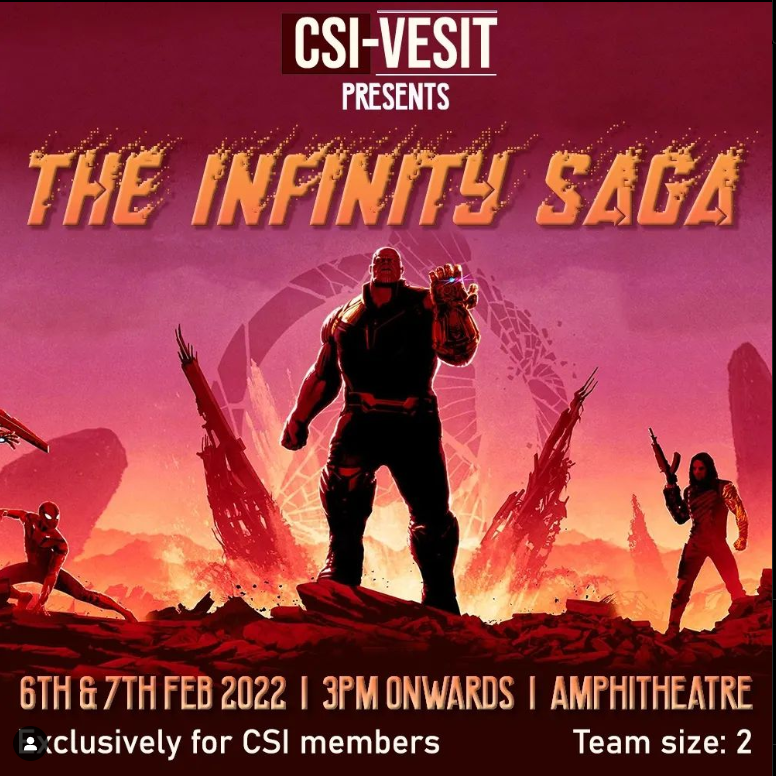 CSI-VESIT
PRESENTS
THE INFINITY SAGA
6TH & 7TH FEB 2022 | 3PM ONWARDS | AMPHITHEATRE
Exclusively for CSI members Team size: 2